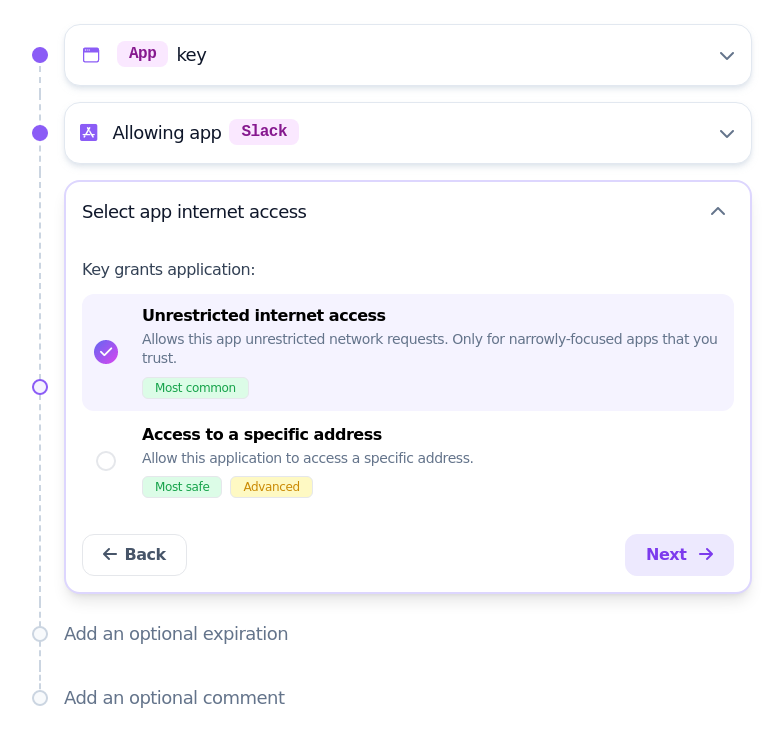 App key
Allowing app Slack
Select app internet access
Key grants application:
Unrestricted internet access
Allows this app unrestricted network requests. Only for narrowly-focused apps that you
trust.
Most common
Access to a specific address
Allow this application to access a specific address.
Most safe Advanced
Back Next
Add an optional expiration
Add an optional comment